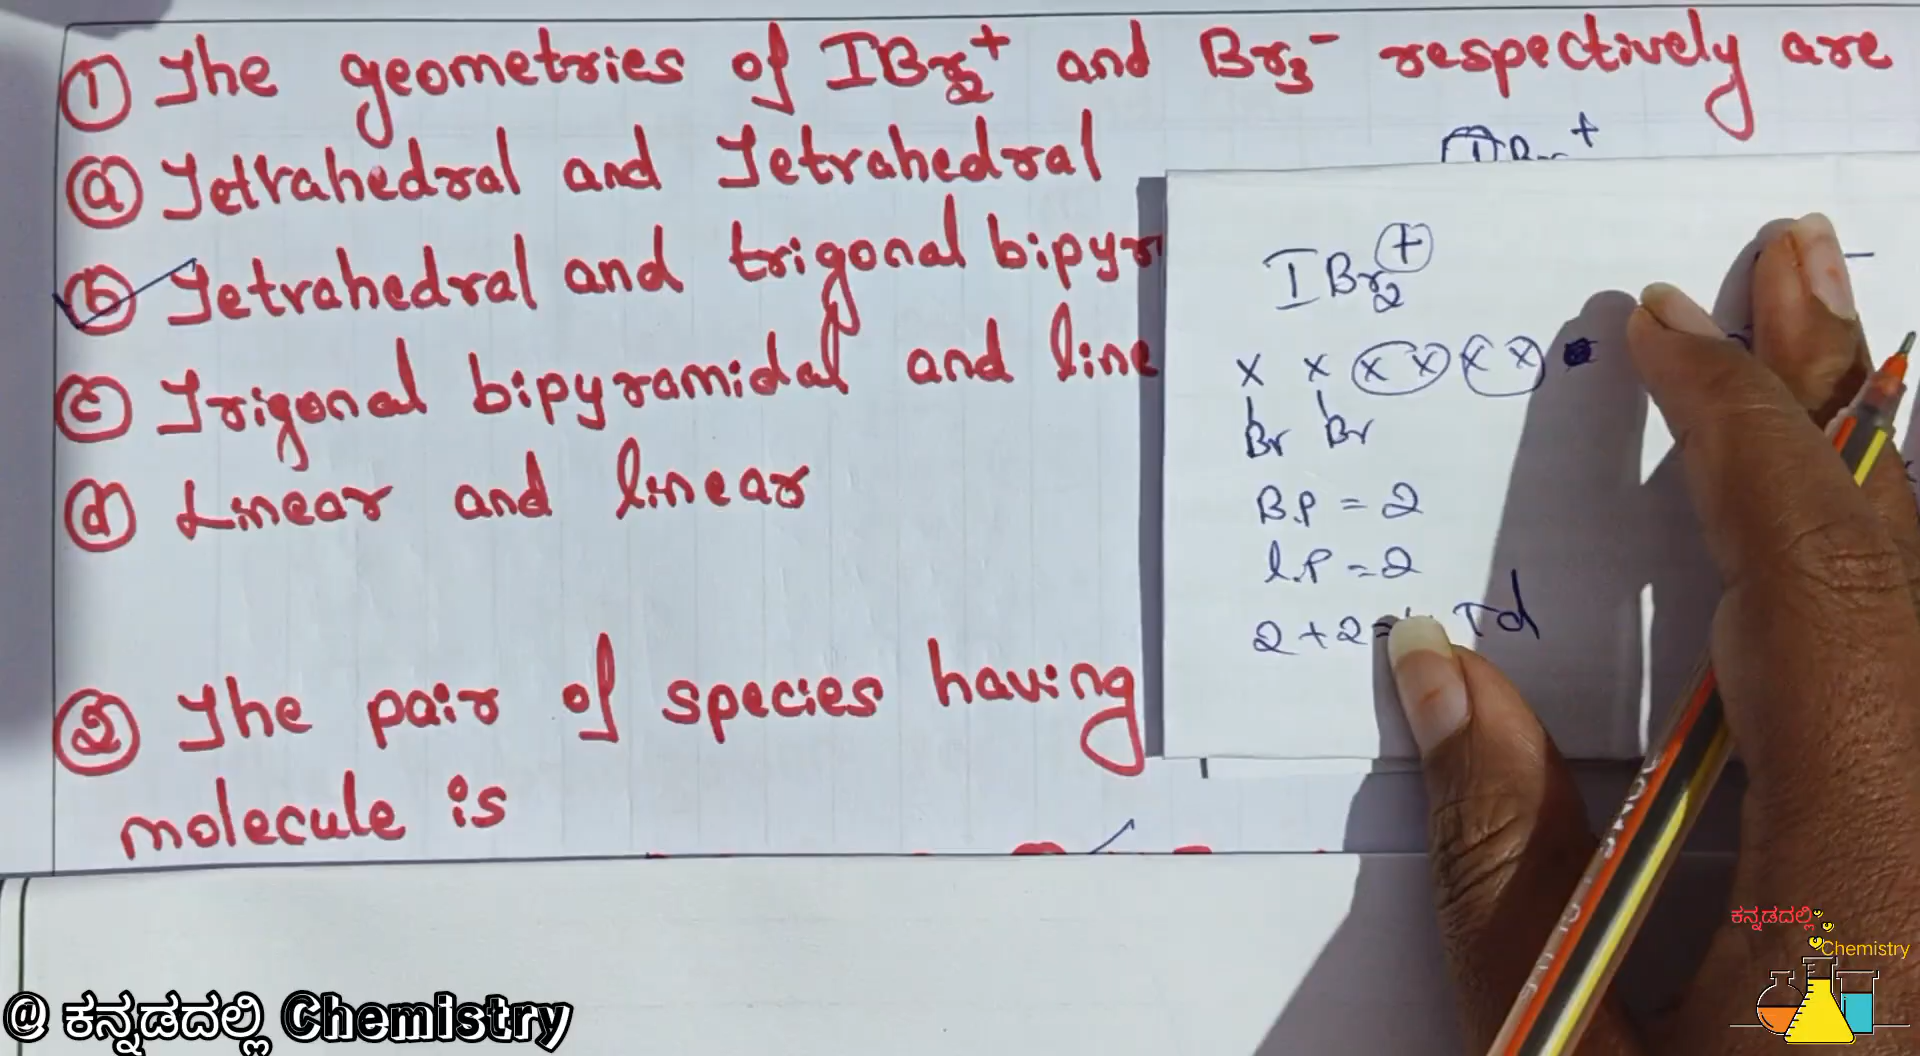 ① The geometries of IBr₂⁺ and Br₃⁻ respectively are
ⓐ Tetrahedral and Tetrahedral
ⓑ Tetrahedral and trigonal bipyr
ⓒ Trigonal bipyramidal and line
ⓓ Linear and linear
② The pair of species having
molecule is
IBr₂⁺
x x x x x x
Br Br
B.P = 2
l.P = 2
2 + 2 = Td
ಕನ್ನಡದಲ್ಲಿ
Chemistry
@ ಕನ್ನಡದಲ್ಲಿ Chemistry